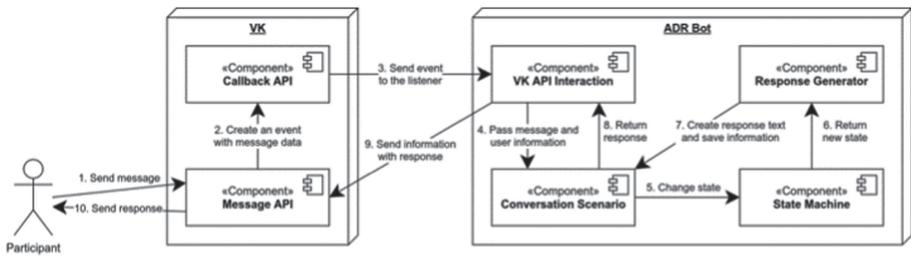 VK
ADR Bot
«Component»
Callback API
3. Send event
to the listener
«Component»
VK API Interaction
«Component»
Response Generator
2. Create an event
with message data
9. Send information
with response
4. Pass message and
user information
8. Return
response
7. Create response text
and save information
6. Return
new state
1. Send message
10. Send response
«Component»
Message API
«Component»
Conversation Scenario
5. Change state
«Component»
State Machine
Participant